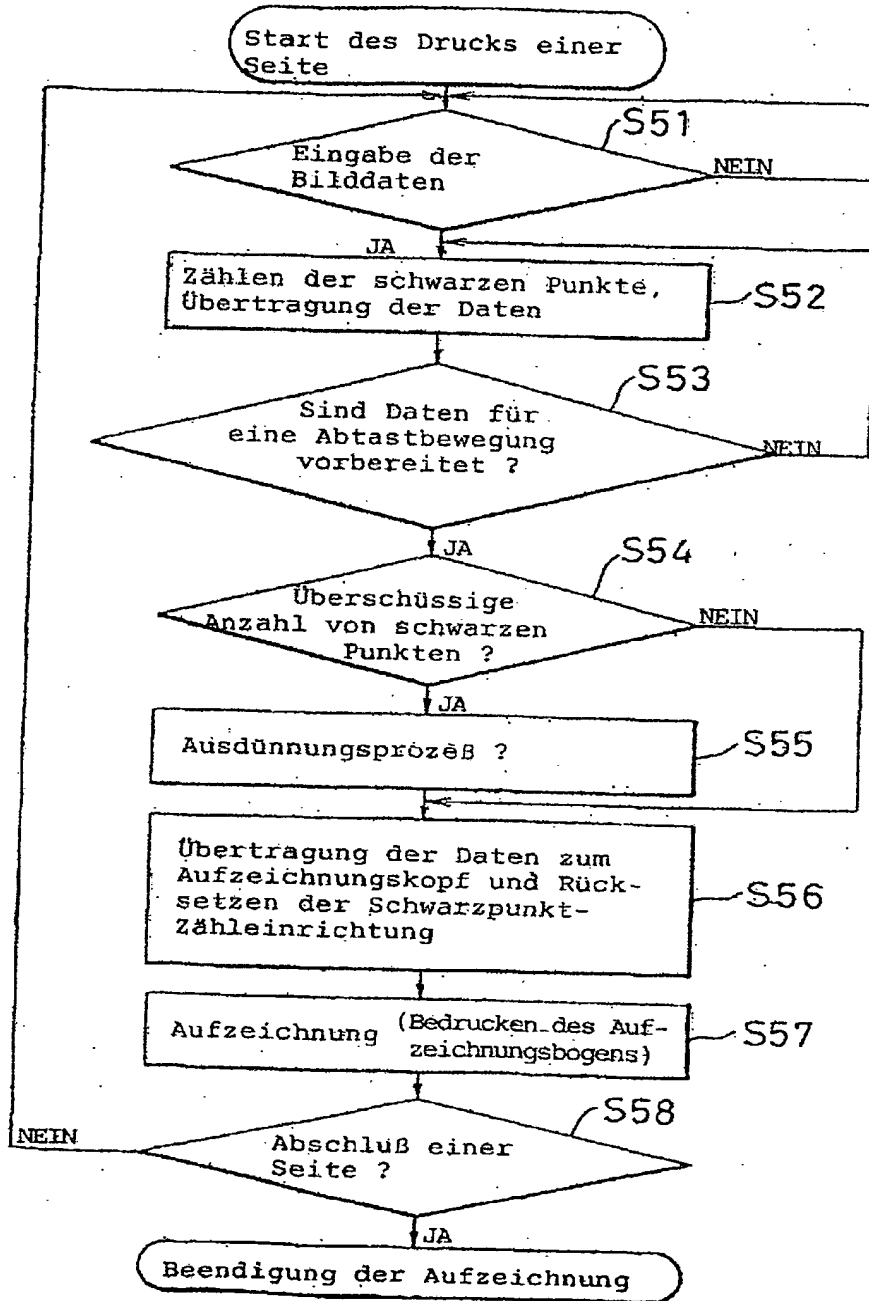 Start des Drucks einer
Seite
S51
Eingabe der
Bilddaten
NEIN
JA
Zählen der schwarzen Punkte,
Übertragung der Daten
S52
S53
Sind Daten für
eine Abtastbewegung
vorbereitet ?
NEIN
JA
S54
Überschüssige
Anzahl von schwarzen
Punkten ?
NEIN
JA
Ausdünnungsprozeß ?
S55
Übertragung der Daten zum
Aufzeichnungskopf und Rück-
setzen der Schwarzpunkt-
Zähleinrichtung
S56
Aufzeichnung (Bedrucken des Auf-
zeichnungsbogens)
S57
S58
NEIN
Abschluß einer
Seite ?
JA
Beendigung der Aufzeichnung